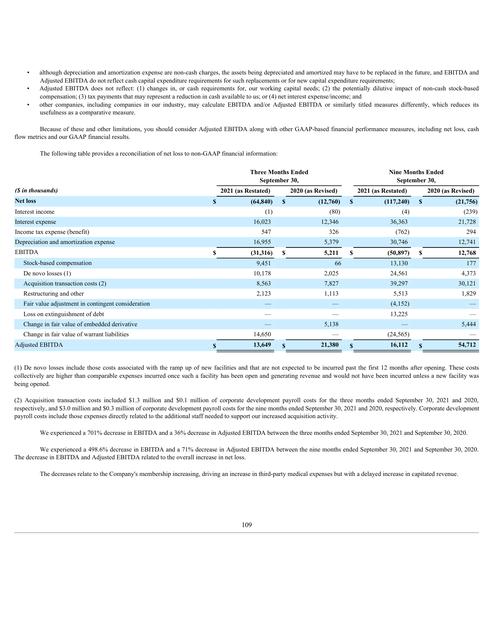 • although depreciation and amortization expense are non-cash charges, the assets being depreciated and amortized may have to be replaced in the future, and EBITDA and
Adjusted EBITDA do not reflect cash capital expenditure requirements for such replacements or for new capital expenditure requirements;
• Adjusted EBITDA does not reflect: (1) changes in, or cash requirements for, our working capital needs; (2) the potentially dilutive impact of non-cash stock-based
compensation; (3) tax payments that may represent a reduction in cash available to us; or (4) net interest expense/income; and
• other companies, including companies in our industry, may calculate EBITDA and/or Adjusted EBITDA or similarly titled measures differently, which reduces its
usefulness as a comparative measure.
Because of these and other limitations, you should consider Adjusted EBITDA along with other GAAP-based financial performance measures, including net loss, cash
flow metrics and our GAAP financial results.
The following table provides a reconciliation of net loss to non-GAAP financial information:
Three Months Ended Nine Months Ended
September 30, September 30,
($ in thousands) 2021 (as Restated) 2020 (as Revised) 2021 (as Restated) 2020 (as Revised)
Net loss $ (64,840) $ (12,760) $ (117,240) $ (21,756)
Interest income (1) (80) (4) (239)
Interest expense 16,023 12,346 36,363 21,728
Income tax expense (benefit) 547 326 (762) 294
Depreciation and amortization expense 16,955 5,379 30,746 12,741
EBITDA $ (31,316) $ 5,211 $ (50,897) $ 12,768
Stock-based compensation 9,451 66 13,130 177
De novo losses (1) 10,178 2,025 24,561 4,373
Acquisition transaction costs (2) 8,563 7,827 39,297 30,121
Restructuring and other 2,123 1,113 5,513 1,829
Fair value adjustment in contingent consideration — — (4,152) —
Loss on extinguishment of debt — — 13,225 —
Change in fair value of embedded derivative — 5,138 — 5,444
Change in fair value of warrant liabilities 14,650 — (24,565) —
Adjusted EBITDA $ 13,649 $ 21,380 $ 16,112 $ 54,712
(1) De novo losses include those costs associated with the ramp up of new facilities and that are not expected to be incurred past the first 12 months after opening. These costs
collectively are higher than comparable expenses incurred once such a facility has been open and generating revenue and would not have been incurred unless a new facility was
being opened.
(2) Acquisition transaction costs included $1.3 million and $0.1 million of corporate development payroll costs for the three months ended September 30, 2021 and 2020,
respectively, and $3.0 million and $0.3 million of corporate development payroll costs for the nine months ended September 30, 2021 and 2020, respectively. Corporate development
payroll costs include those expenses directly related to the additional staff needed to support our increased acquisition activity.
We experienced a 701% decrease in EBITDA and a 36% decrease in Adjusted EBITDA between the three months ended September 30, 2021 and September 30, 2020.
We experienced a 498.6% decrease in EBITDA and a 71% decrease in Adjusted EBITDA between the nine months ended September 30, 2021 and September 30, 2020.
The decrease in EBITDA and Adjusted EBITDA related to the overall increase in net loss.
The decreases relate to the Company's membership increasing, driving an increase in third-party medical expenses but with a delayed increase in capitated revenue.
109